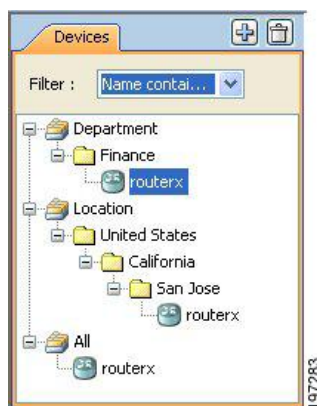 Devices
Filter : Name contai...
Department
Finance
routerx
Location
United States
California
San Jose
routerx
All
routerx
197283